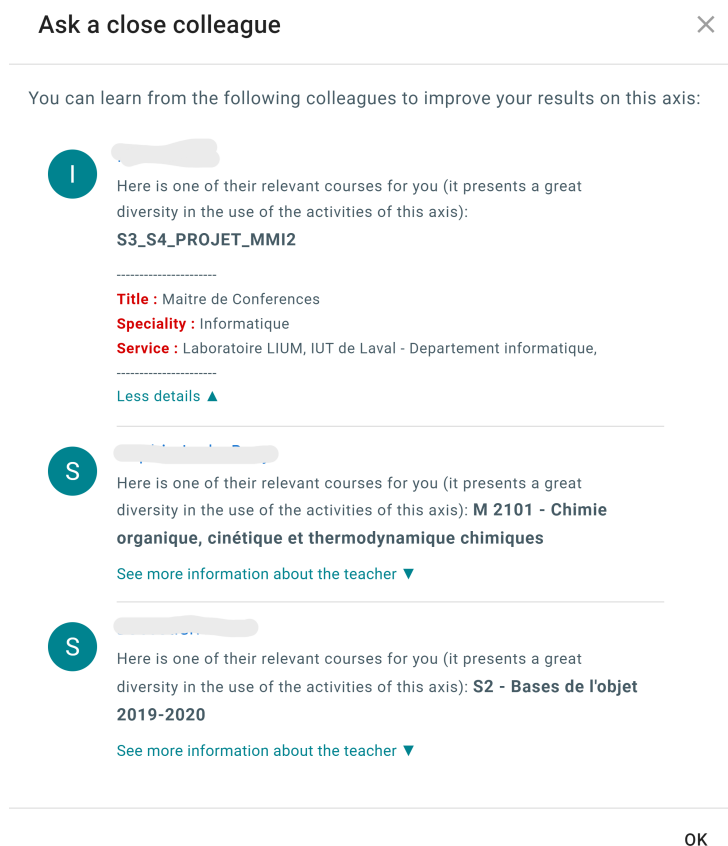 Ask a close colleague
You can learn from the following colleagues to improve your results on this axis:
I
Here is one of their relevant courses for you (it presents a great
diversity in the use of the activities of this axis):
S3_S4_PROJET_MMI2
----------------------
Title : Maitre de Conferences
Speciality : Informatique
Service : Laboratoire LIUM, IUT de Laval - Departement informatique,
----------------------
Less details ▲
S
Here is one of their relevant courses for you (it presents a great
diversity in the use of the activities of this axis): M 2101 - Chimie
organique, cinétique et thermodynamique chimiques
See more information about the teacher ▼
S
Here is one of their relevant courses for you (it presents a great
diversity in the use of the activities of this axis): S2 - Bases de l'objet
2019-2020
See more information about the teacher ▼
OK